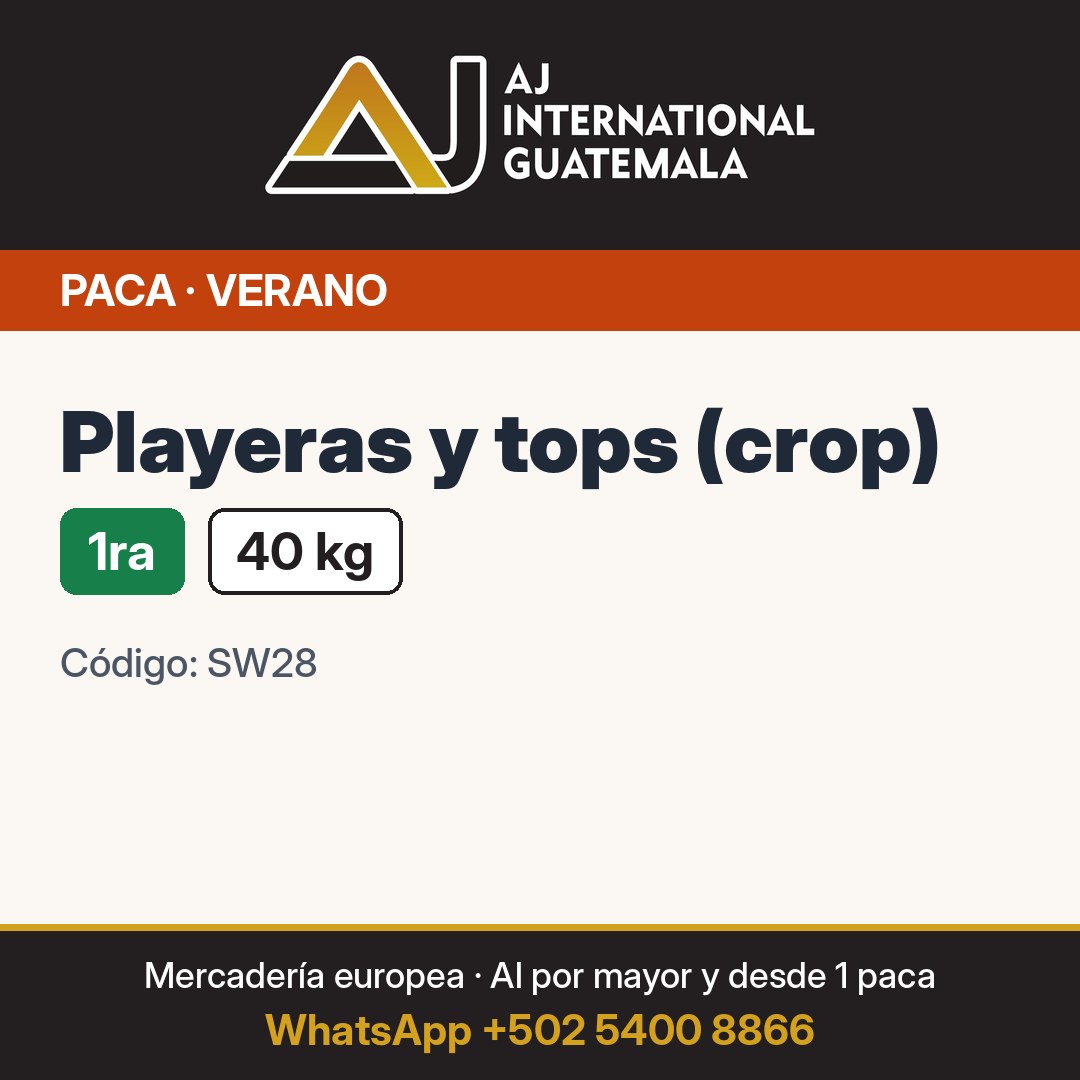 AJ
INTERNATIONAL
GUATEMALA
PACA · VERANO
Playeras y tops (crop)
1ra
40 kg
Código: SW28
Mercadería europea · Al por mayor y desde 1 paca
WhatsApp +502 5400 8866